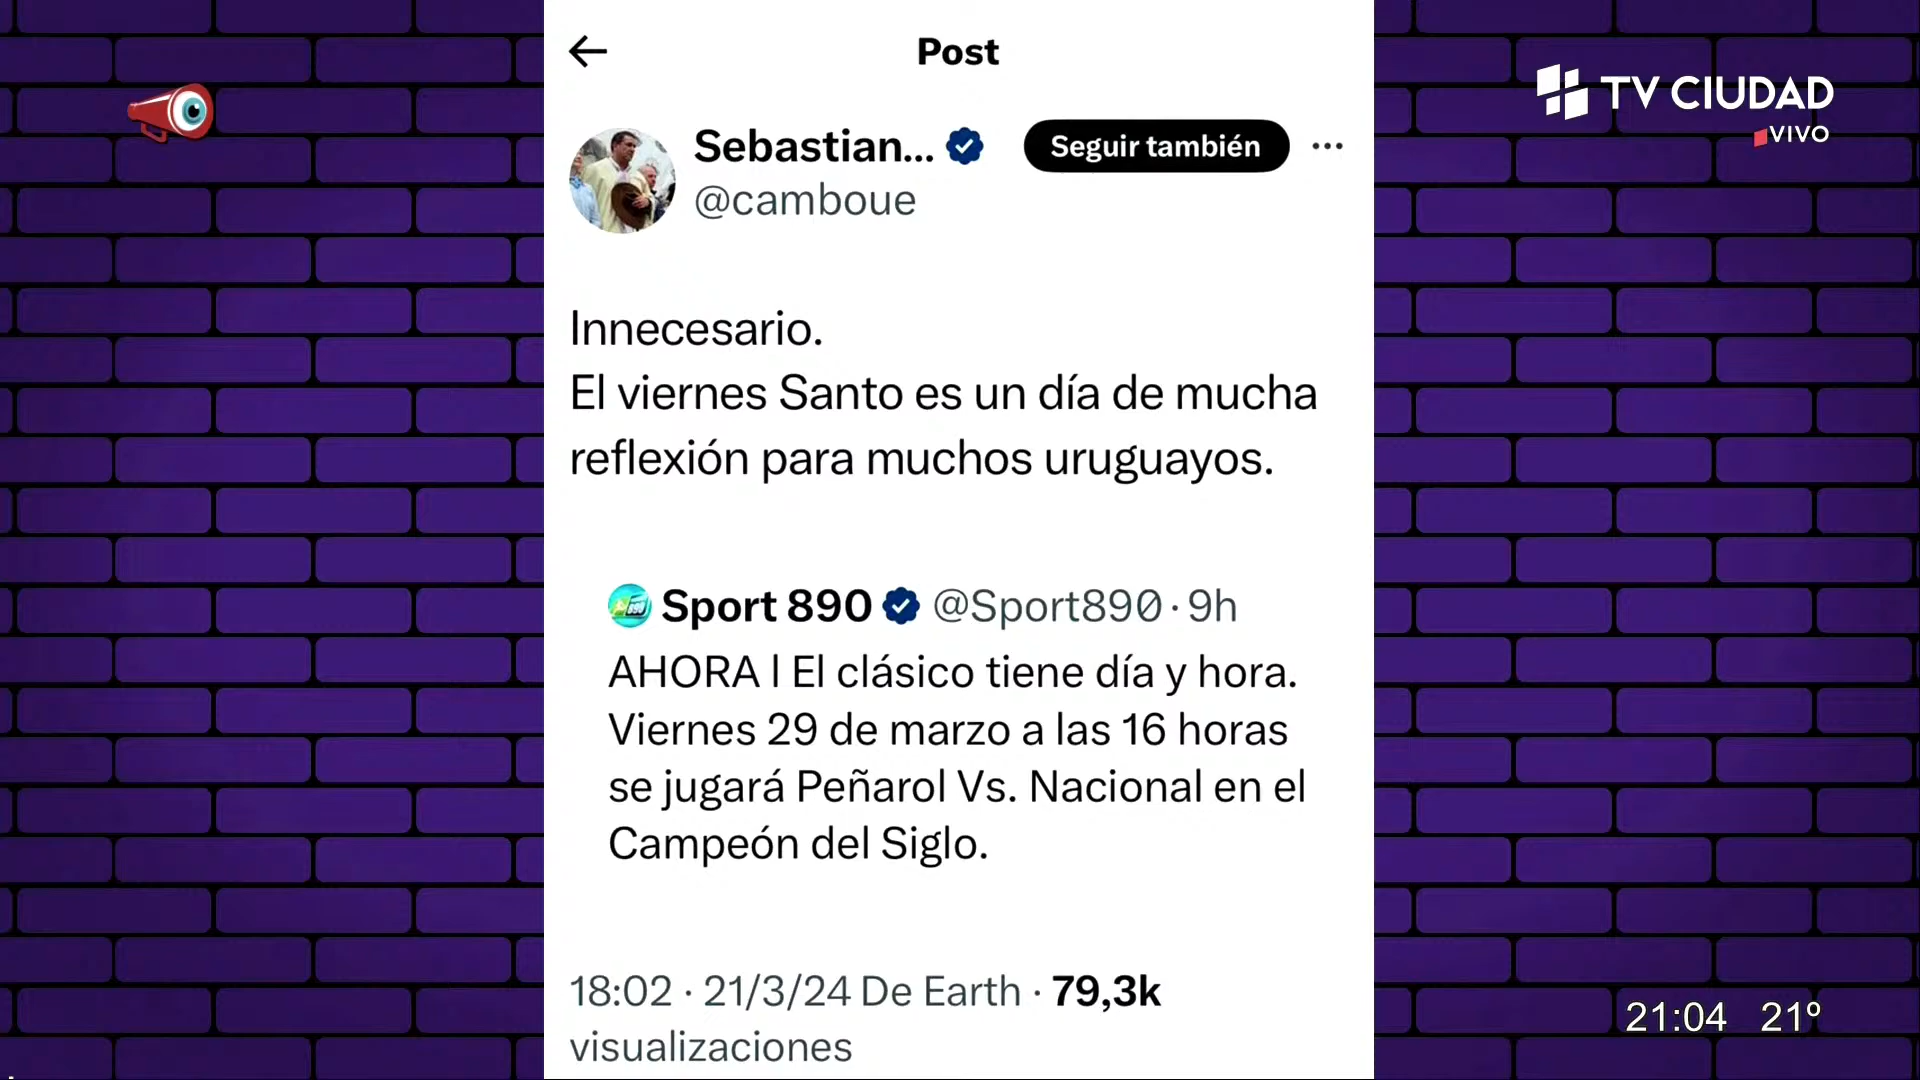 Post
TV CIUDAD
VIVO
Sebastian...
Seguir también
@camboue
Innecesario.
El viernes Santo es un día de mucha
reflexión para muchos uruguayos.
Sport 890 @Sport890 · 9h
AHORA l El clásico tiene día y hora.
Viernes 29 de marzo a las 16 horas
se jugará Peñarol Vs. Nacional en el
Campeón del Siglo.
18:02 · 21/3/24 De Earth · 79,3k
visualizaciones
21:04 21º